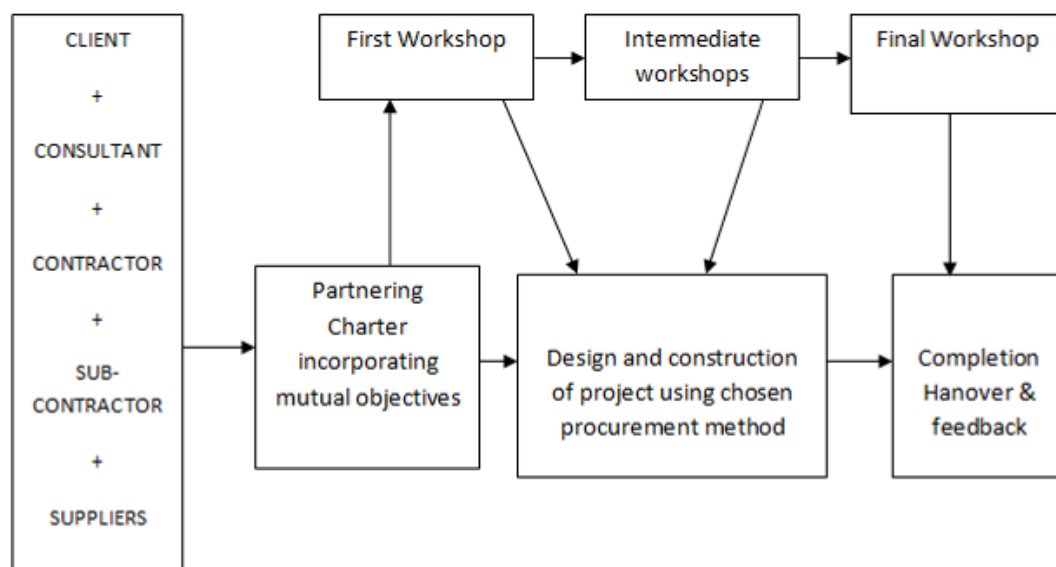 CLIENT
+
CONSULTANT
+
CONTRACTOR
+
SUB-
CONTRACTOR
+
SUPPLIERS
First Workshop
Intermediate
workshops
Final Workshop
Partnering
Charter
incorporating
mutual objectives
Design and construction
of project using chosen
procurement method
Completion
Hanover &
feedback